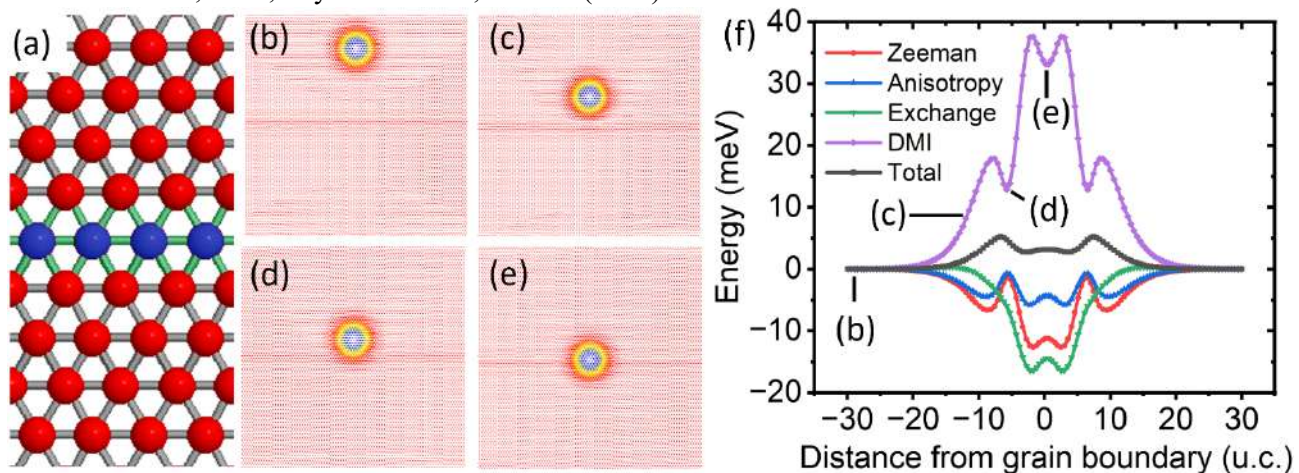 (a)
(b)
(c)
(d)
(e)
(f)
Energy (meV)
40
30
20
10
0
−10
−20
Zeeman
Anisotropy
Exchange
DMI
Total
(e)
(c)
(d)
(b)
−30 −20 −10 0 10 20 30
Distance from grain boundary (u.c.)